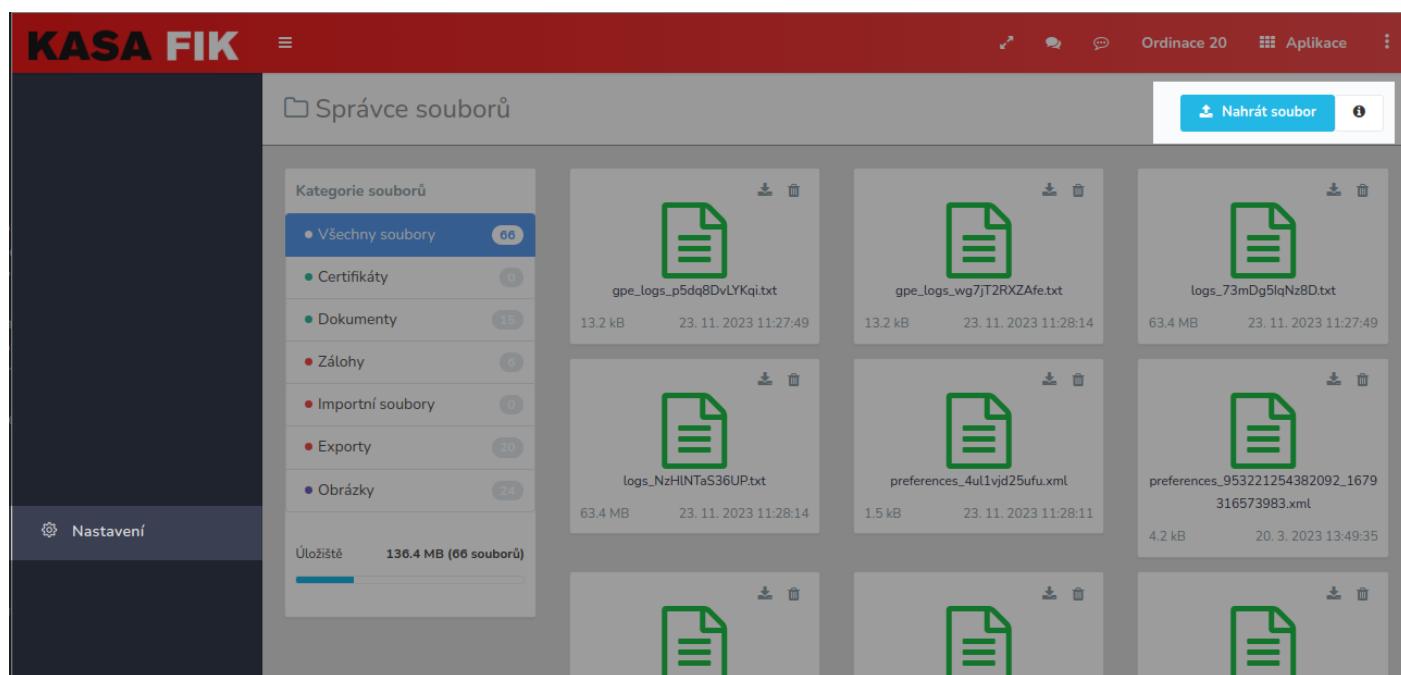 KASA FIK
Ordinace 20
Aplikace
Správce souborů
Nahrát soubor
Kategorie souborů
Všechny soubory 66
Certifikáty 0
Dokumenty 15
Zálohy 6
Importní soubory 0
Exporty 20
Obrázky 24
Úložiště 136.4 MB (66 souborů)
Nastavení
gpe_logs_p5dq8DvLYKqi.txt
13.2 kB 23. 11. 2023 11:27:49
gpe_logs_wg7jT2RXZAfe.txt
13.2 kB 23. 11. 2023 11:28:14
logs_73mDg5lqNz8D.txt
63.4 MB 23. 11. 2023 11:27:49
logs_NzHlNTaS36UP.txt
63.4 MB 23. 11. 2023 11:28:14
preferences_4ul1vjd25ufu.xml
1.5 kB 23. 11. 2023 11:28:11
preferences_953221254382092_1679
316573983.xml
4.2 kB 20. 3. 2023 13:49:35